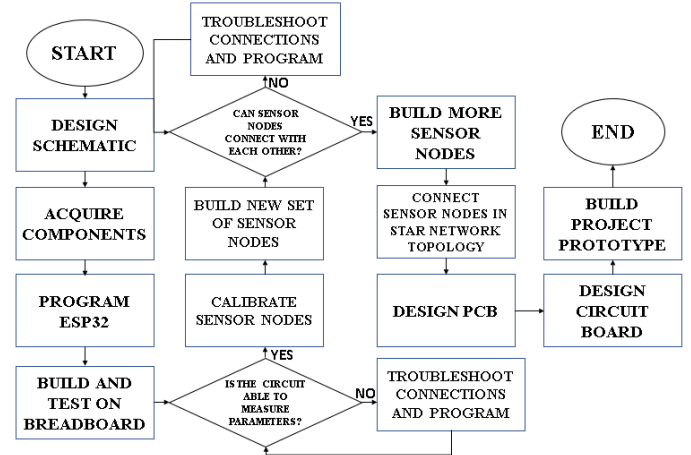 START
DESIGN
SCHEMATIC
ACQUIRE
COMPONENTS
PROGRAM
ESP32
BUILD AND
TEST ON
BREADBOARD
IS THE CIRCUIT
ABLE TO
MEASURE
PARAMETERS?
NO
TROUBLESHOOT
CONNECTIONS
AND PROGRAM
YES
CALIBRATE
SENSOR NODES
BUILD NEW SET
OF SENSOR
NODES
CAN SENSOR
NODES
CONNECT WITH
EACH OTHER?
NO
TROUBLESHOOT
CONNECTIONS
AND PROGRAM
YES
BUILD MORE
SENSOR
NODES
CONNECT
SENSOR NODES IN
STAR NETWORK
TOPOLOGY
DESIGN PCB
DESIGN
CIRCUIT
BOARD
BUILD
PROJECT
PROTOTYPE
END